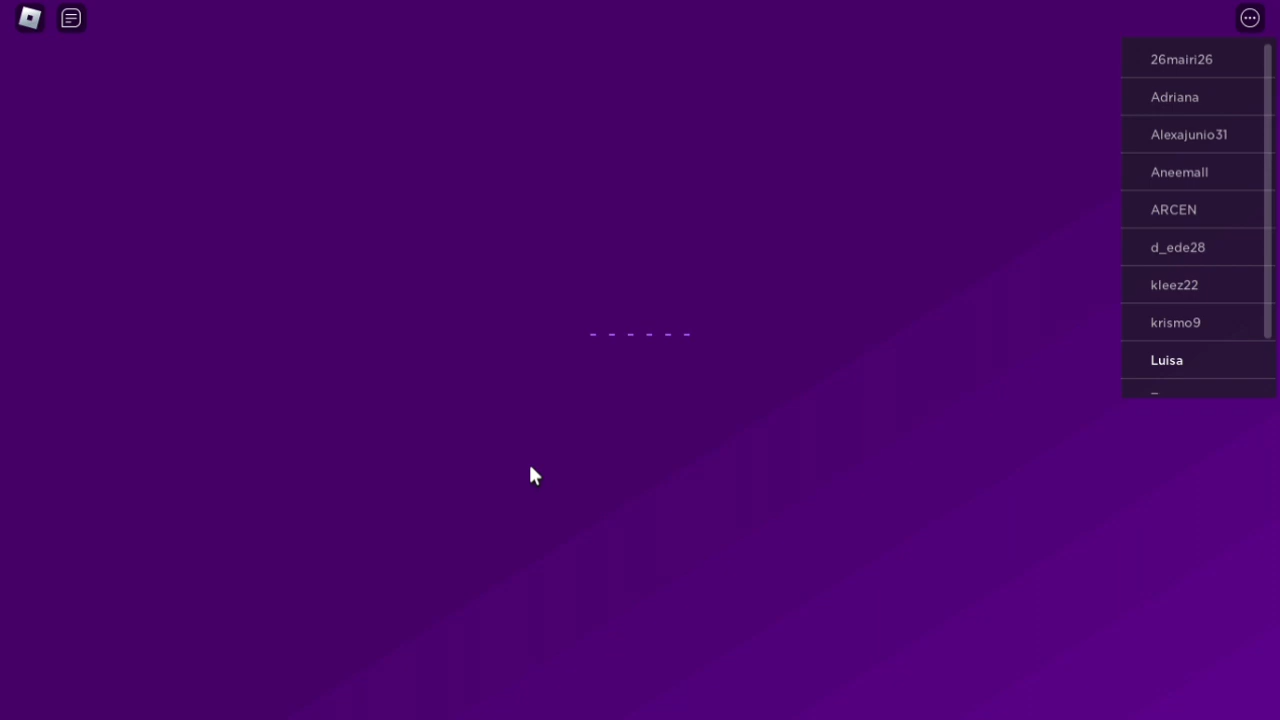 26mairi26
Adriana
Alexajunio31
Aneemall
ARCEN
d_ede28
kleez22
krismo9
Luisa
- - - - - -